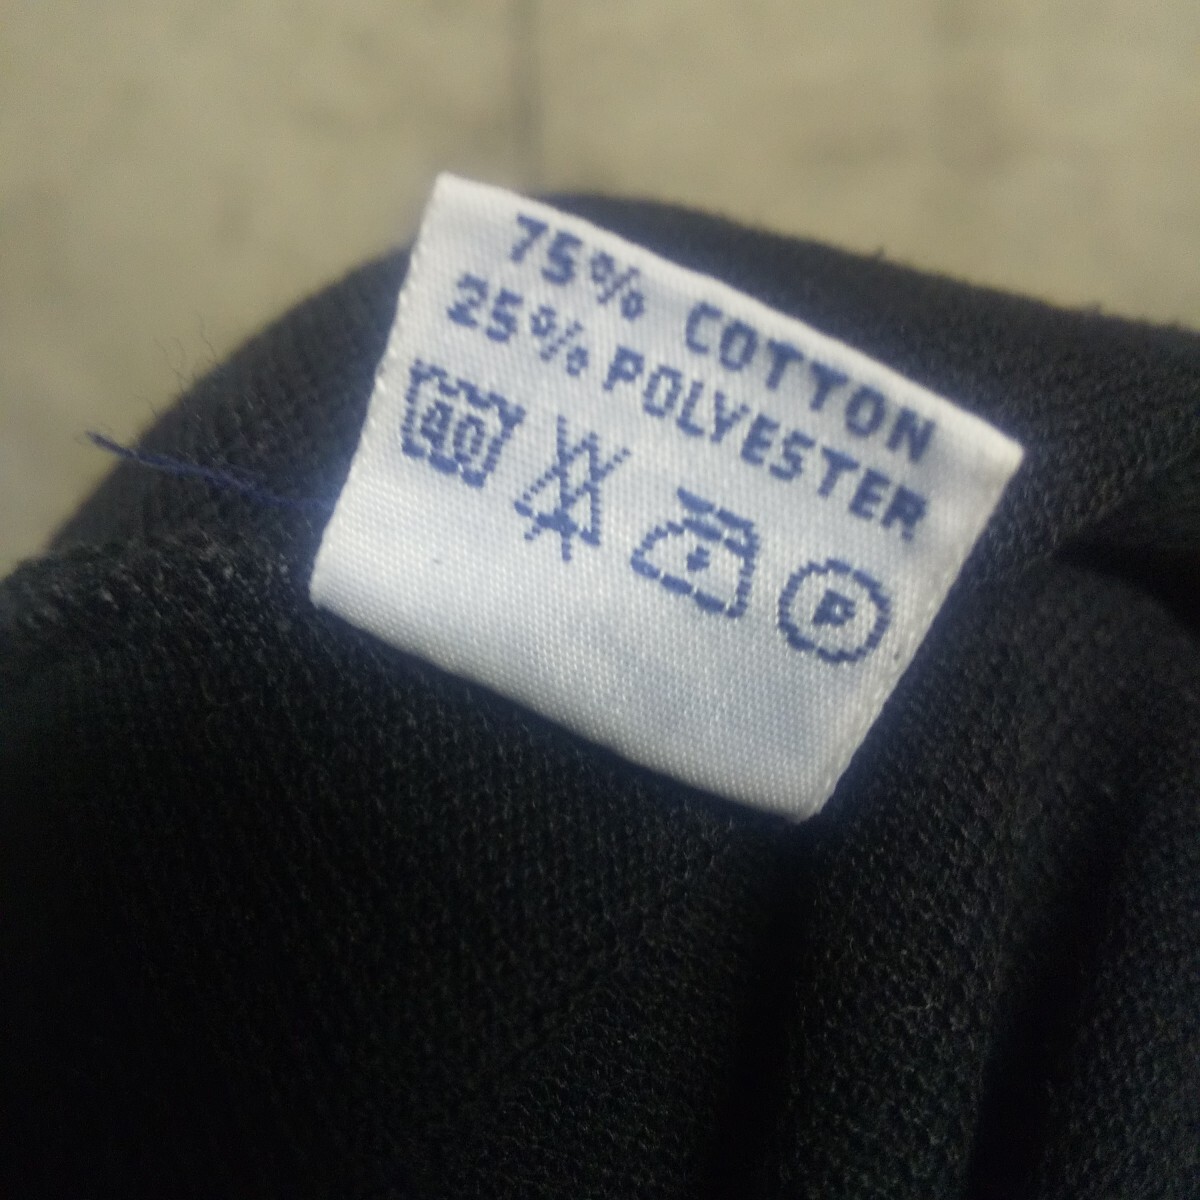 75% COTTON
25% POLYESTER
40 P